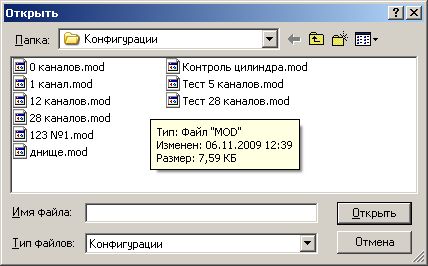 Открыть
Папка: Конфигурации
0 каналов.mod
1 канал.mod
12 каналов.mod
28 каналов.mod
123 №1.mod
днище.mod
Контроль цилиндра.mod
Тест 5 каналов.mod
Тест 28 каналов.mod
Тип: Файл "MOD"
Изменен: 06.11.2009 12:39
Размер: 7,59 КБ
Имя файла:
Открыть
Тип файлов: Конфигурации
Отмена